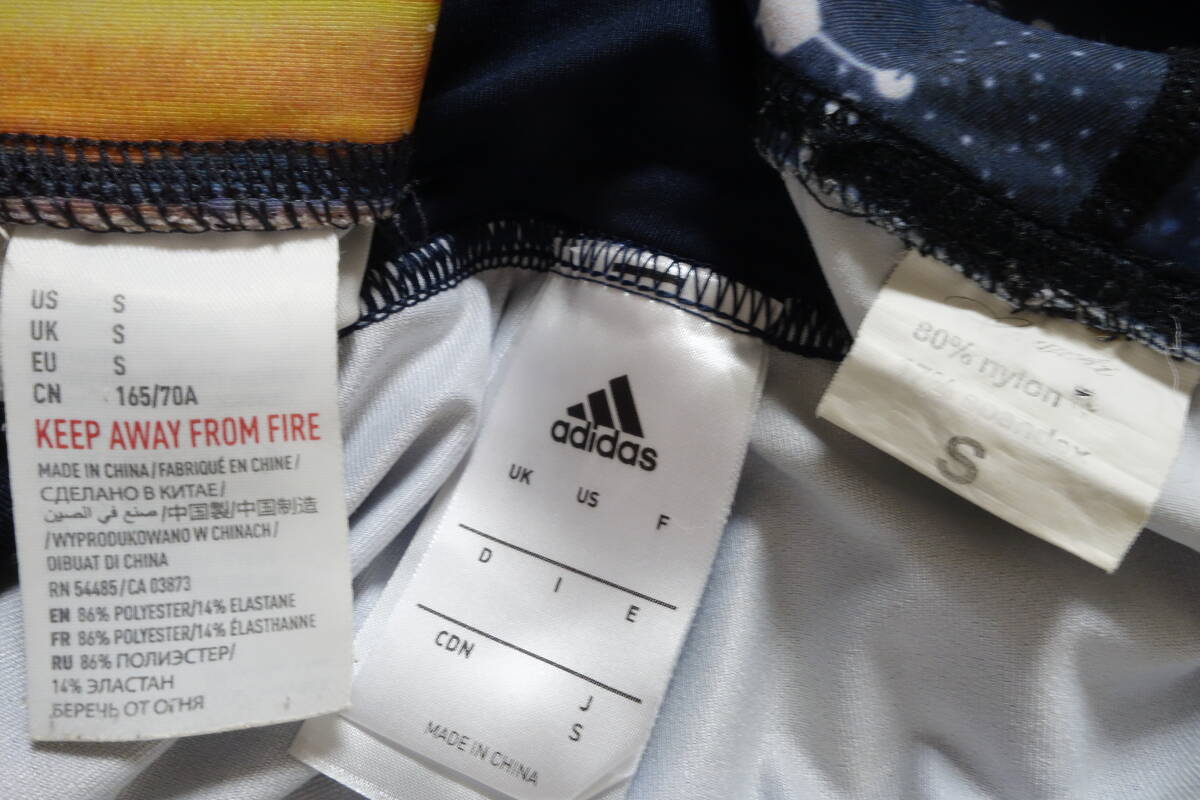 US S
UK S
EU S
CN 165/70A
KEEP AWAY FROM FIRE
MADE IN CHINA/FABRIQUÉ EN CHINE/
СДЕЛАНО В КИТАЕ/
صنع في الصين/中国製/中国制造
/WYPRODUKOWANO W CHINACH/
DIBUAT DI CHINA
RN 54485/CA 03873
EN 86% POLYESTER/14% ELASTANE
FR 86% POLYESTER/14% ÉLASTHANNE
RU 86% ПОЛИЭСТЕР/
14% ЭЛАСТАН
БЕРЕЧЬ ОТ ОГНЯ
adidas
UK US F
D I E
CDN J
S
MADE IN CHINA
80% nylon
spandex
S